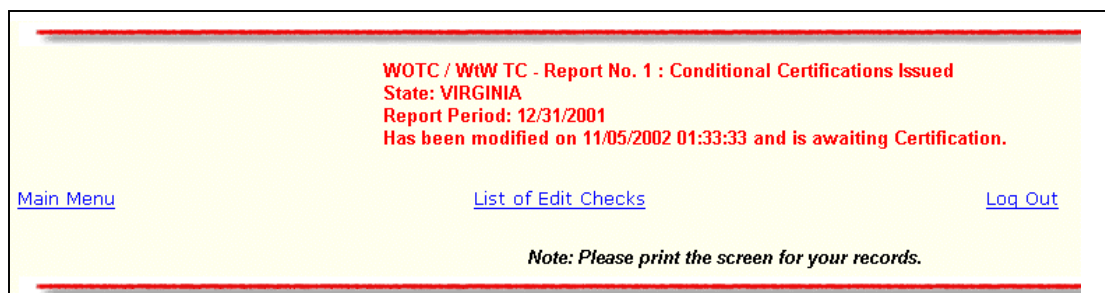 WOTC / WtW TC - Report No. 1 : Conditional Certifications Issued
State: VIRGINIA
Report Period: 12/31/2001
Has been modified on 11/05/2002 01:33:33 and is awaiting Certification.
Main Menu List of Edit Checks Log Out
Note: Please print the screen for your records.